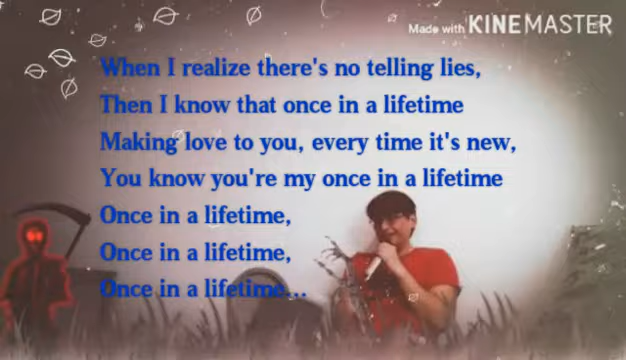 Made with KINEMASTER
When I realize there's no telling lies,
Then I know that once in a lifetime
Making love to you, every time it's new,
You know you're my once in a lifetime
Once in a lifetime,
Once in a lifetime,
Once in a lifetime...